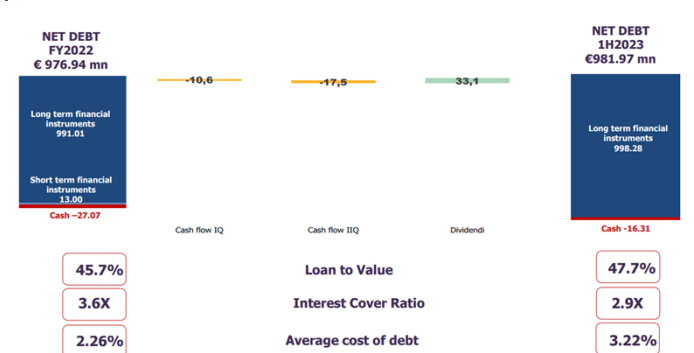 NET DEBT
FY2022
€ 976.94 mn
NET DEBT
1H2023
€981.97 mn
-10,6
-17,5
33,1
Long term financial
instruments
991.01
Short term financial
instruments
13.00
Cash –27.07
Long term financial
instruments
998.28
Cash -16.31
Cash flow IQ
Cash flow IIQ
Dividendi
45.7%
Loan to Value
47.7%
3.6X
Interest Cover Ratio
2.9X
2.26%
Average cost of debt
3.22%